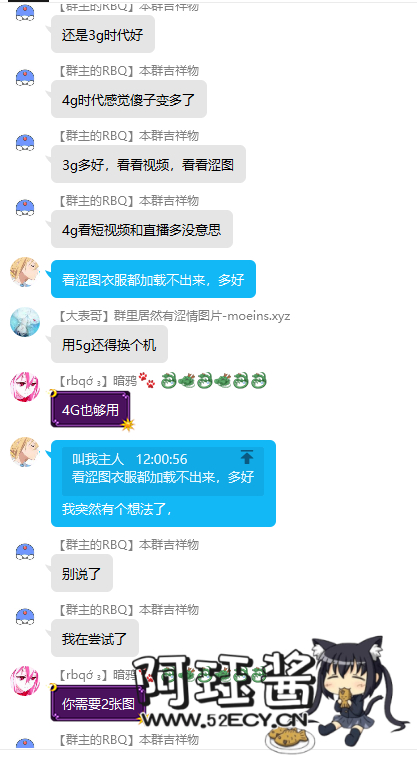 【群主的RBQ】本群吉祥物
还是3g时代好
【群主的RBQ】本群吉祥物
4g时代感觉傻子变多了
【群主的RBQ】本群吉祥物
3g多好，看看视频，看看涩图
【群主的RBQ】本群吉祥物
4g看短视频和直播多没意思
看涩图衣服都加载不出来，多好
【大表哥】群里居然有涩情图片-moeins.xyz
用5g还得换个机
【rbqớ ₃】暗鸦
4G也够用
叫我主人 12:00:56
看涩图衣服都加载不出来，多好
我突然有个想法了，
【群主的RBQ】本群吉祥物
别说了
【群主的RBQ】本群吉祥物
我在尝试了
【rbqớ ₃】暗鸦
你需要2张图
阿珏酱
WWW.52ECY.CN
【群主的RBQ】本群吉祥物